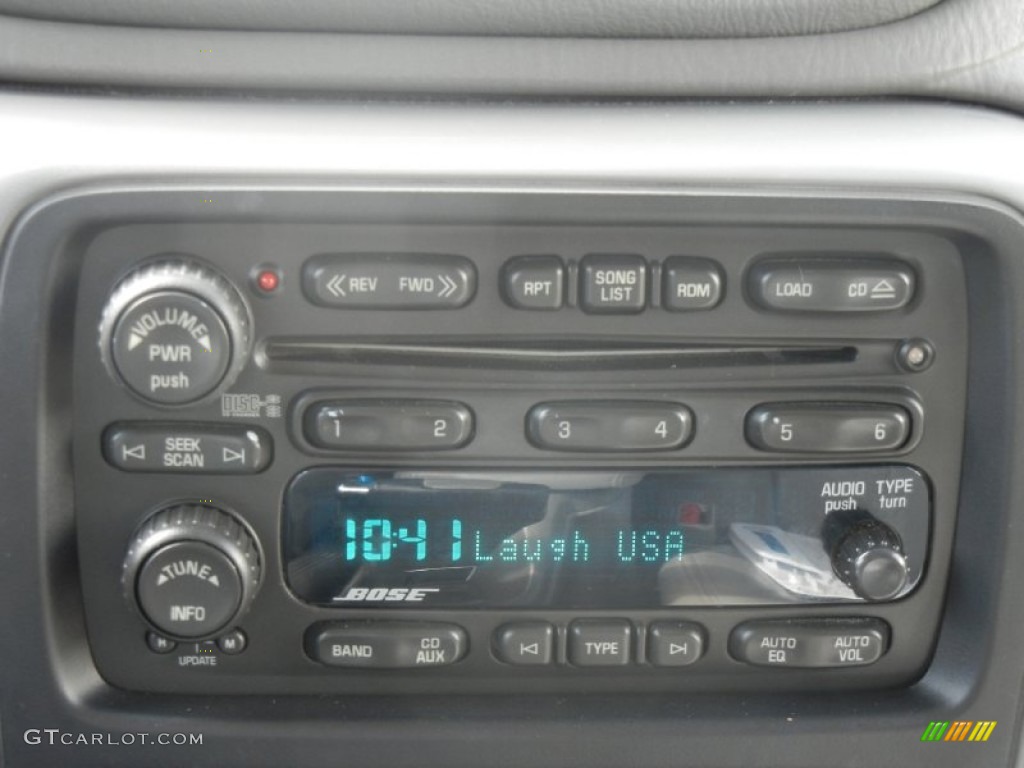 REV FWD
RPT
SONG
LIST
RDM
LOAD CD
VOLUME
PWR
push
DISC
1 2
3 4
5 6
SEEK
SCAN
AUDIO TYPE
push turn
10:41 Laugh USA
BOSE
TUNE
INFO
H M
UPDATE
BAND CD
AUX
TYPE
AUTO
EQ
AUTO
VOL
GTCARLOT.COM